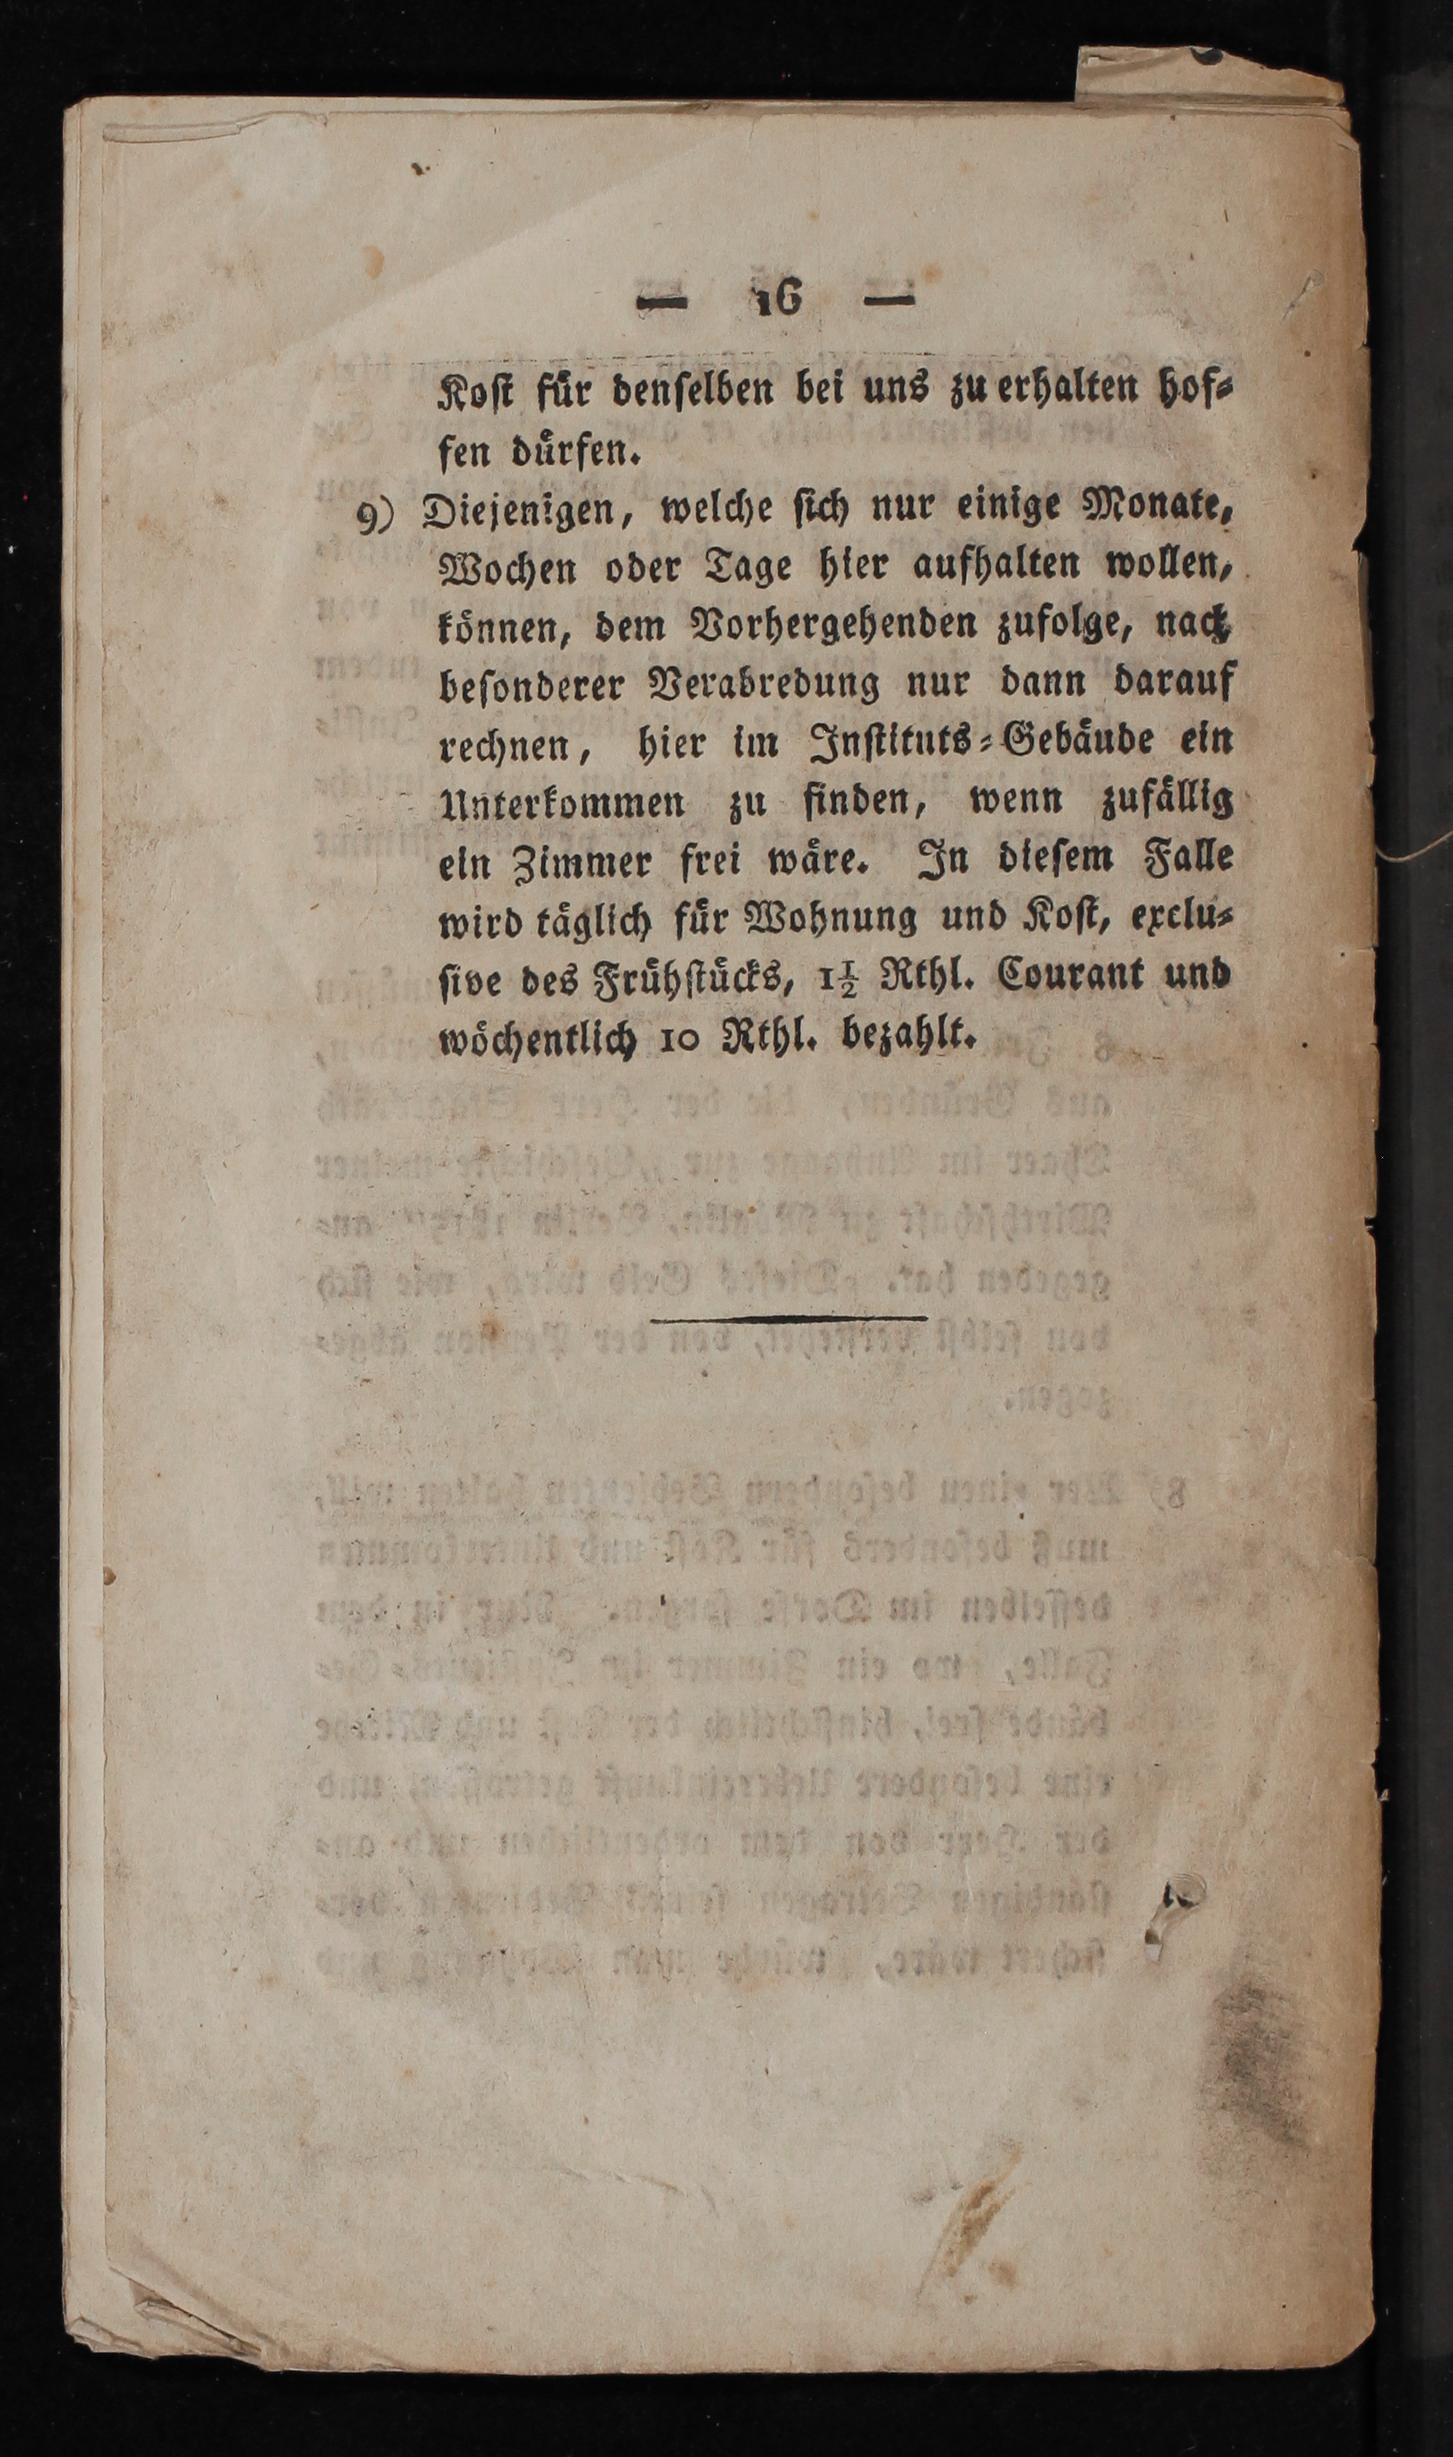 — 16 —
Kost für denselben bei uns zu erhalten hof-
fen dürfen.
9) Diejenigen, welche sich nur einige Monate,
Wochen oder Tage hier aufhalten wollen,
können, dem Vorhergehenden zufolge, nach
besonderer Verabredung nur dann darauf
rechnen, hier im Instituts-Gebäude ein
Unterkommen zu finden, wenn zufällig
ein Zimmer frei wäre. In diesem Falle
wird täglich für Wohnung und Kost, exclu-
sive des Frühstücks, 1½ Rthl. Courant und
wöchentlich 10 Rthl. bezahlt.